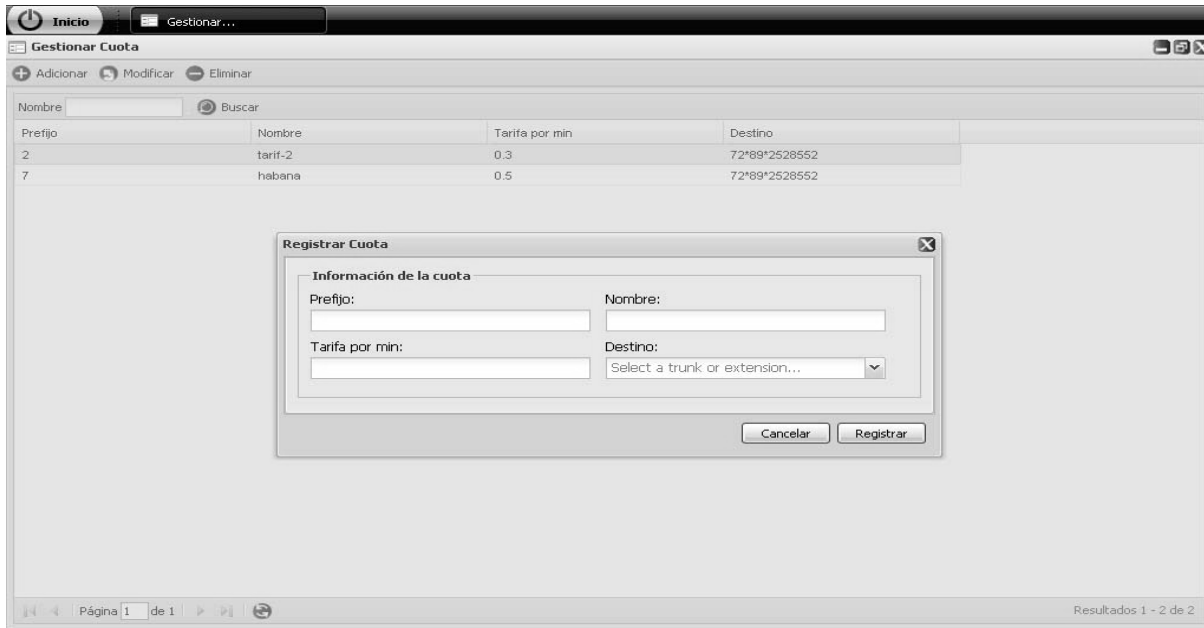 Inicio Gestionar...
Gestionar Cuota
Adicionar Modificar Eliminar
Nombre Buscar
Prefijo Nombre Tarifa por min Destino
2 tarif-2 0.3 72*89*2528552
7 habana 0.5 72*89*2528552
Registrar Cuota
Información de la cuota
Prefijo: Nombre:
Tarifa por min: Destino:
Select a trunk or extension...
Cancelar Registrar
Página 1 de 1 Resultados 1 - 2 de 2